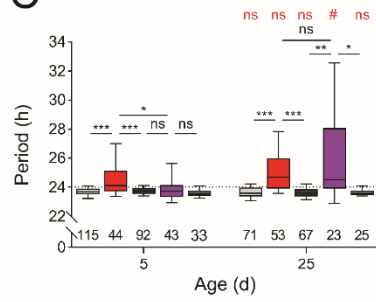 ns ns ns # ns
ns
** *
*** *** 
*
*** *** ns ns
34
32
30
28
26
24
22
0
Period (h)
115 44 92 43 33 71 53 67 23 25
5 25
Age (d)